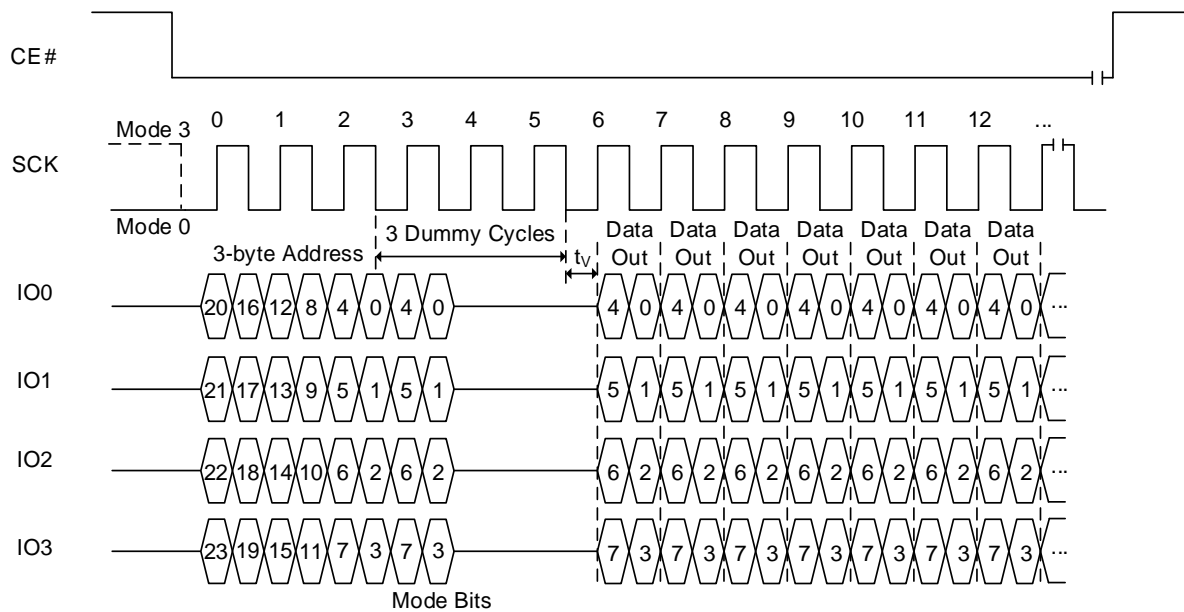 CE#
0 1 2 3 4 5 6 7 8 9 10 11 12 ...
Mode 3
SCK
Mode 0
3 Dummy Cycles
Data Data Data Data Data Data Data
3-byte Address
tV
Out Out Out Out Out Out Out
IO0
20 16 12 8 4 0 4 0 4 0 4 0 4 0 4 0 4 0 4 0 4 0 ...
IO1
21 17 13 9 5 1 5 1 5 1 5 1 5 1 5 1 5 1 5 1 5 1 ...
IO2
22 18 14 10 6 2 6 2 6 2 6 2 6 2 6 2 6 2 6 2 6 2 ...
IO3
23 19 15 11 7 3 7 3 7 3 7 3 7 3 7 3 7 3 7 3 7 3 ...
Mode Bits